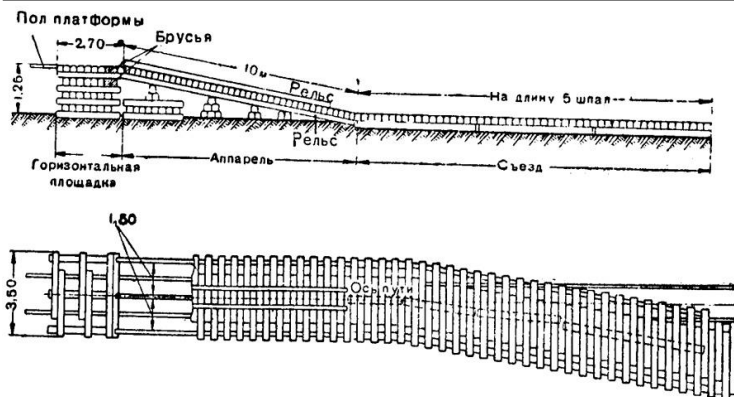 Пол платформы
Брусья
2.70
10м
1,25
Рельс
На длину 5 шпал
Рельс
Горизонтальная
площадка
Аппарель
Съезд
1,50
3.50
Ось пути